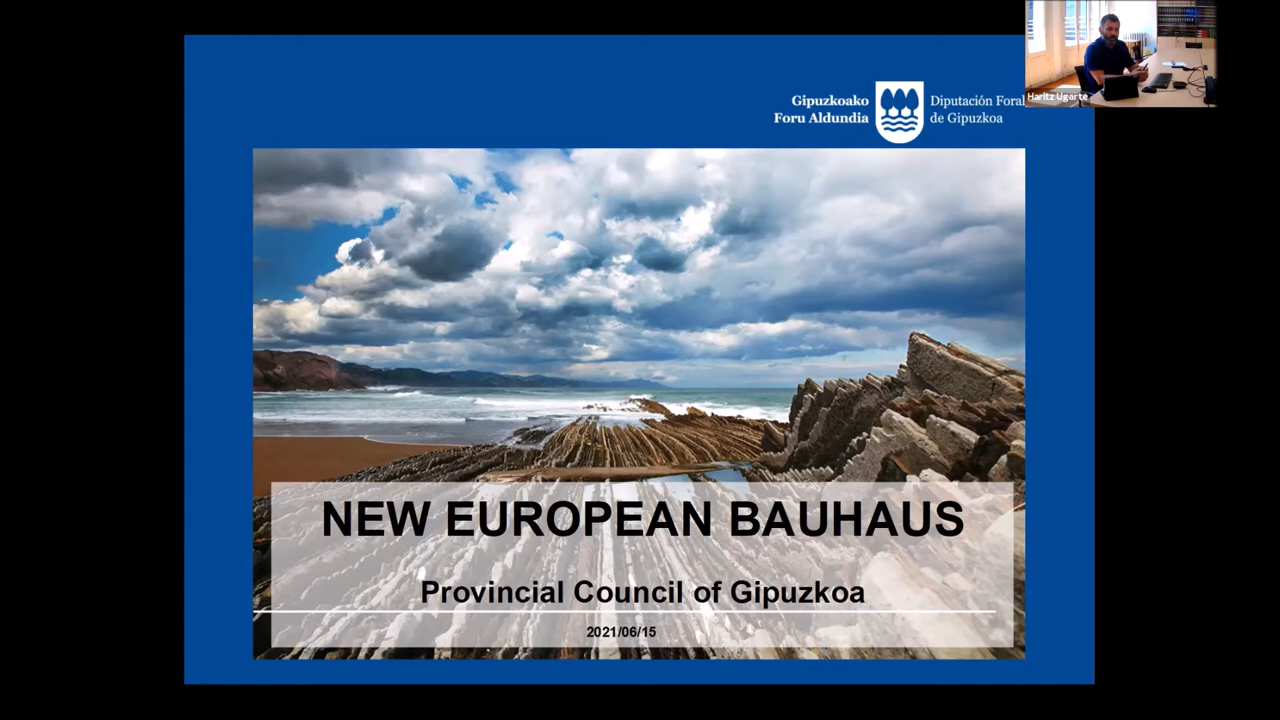 Gipuzkoako
Foru Aldundia
Diputación Foral
de Gipuzkoa
Haritz Ugarte
NEW EUROPEAN BAUHAUS
Provincial Council of Gipuzkoa
2021/06/15